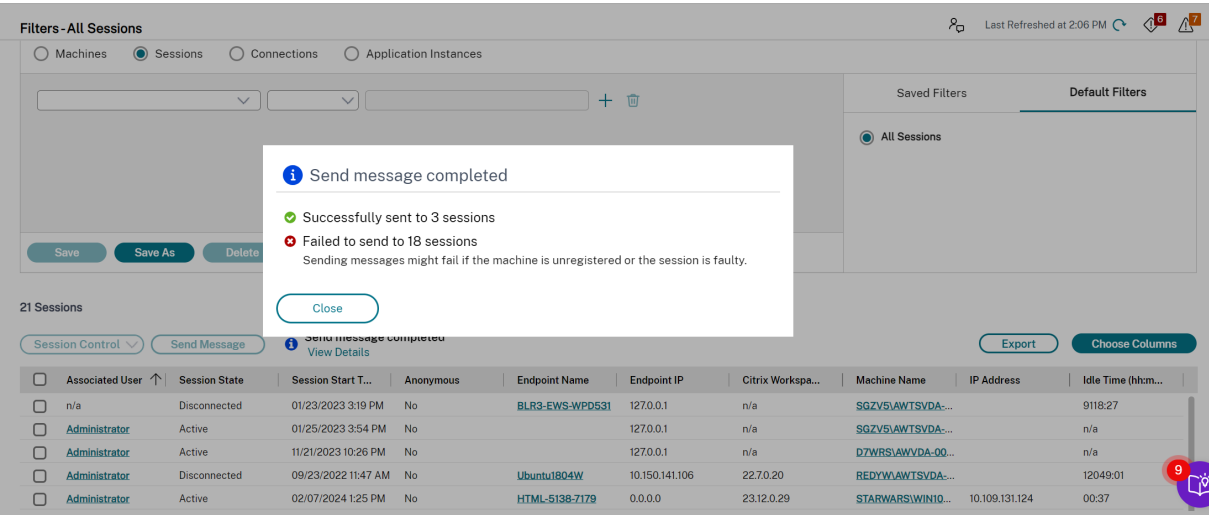 Filters - All Sessions
Last Refreshed at 2:06 PM
6
7
Machines Sessions Connections Application Instances
Saved Filters Default Filters
All Sessions
Send message completed
Successfully sent to 3 sessions
Failed to send to 18 sessions
Sending messages might fail if the machine is unregistered or the session is faulty.
Close
Save Save As Delete
21 Sessions
Session Control Send Message Send message completed
View Details
Export Choose Columns
Associated User Session State Session Start T... Anonymous Endpoint Name Endpoint IP Citrix Workspa... Machine Name IP Address Idle Time (hh:m...
n/a Disconnected 01/23/2023 3:19 PM No BLR3-EWS-WPD531 127.0.0.1 n/a SGZV5\AWTSVDA-... 9118:27
Administrator Active 01/25/2023 3:54 PM No 127.0.0.1 n/a SGZV5\AWTSVDA-... n/a
Administrator Active 11/21/2023 10:26 PM No 127.0.0.1 n/a D7WRS\AWVDA-00... n/a
Administrator Disconnected 09/23/2022 11:47 AM No Ubuntu1804W 10.150.141.106 22.7.0.20 REDYW\AWTSVDA-... 12049:01
Administrator Active 02/07/2024 1:25 PM No HTML-5138-7179 0.0.0.0 23.12.0.29 STARWARS\WIN10... 10.109.131.124 00:37
9